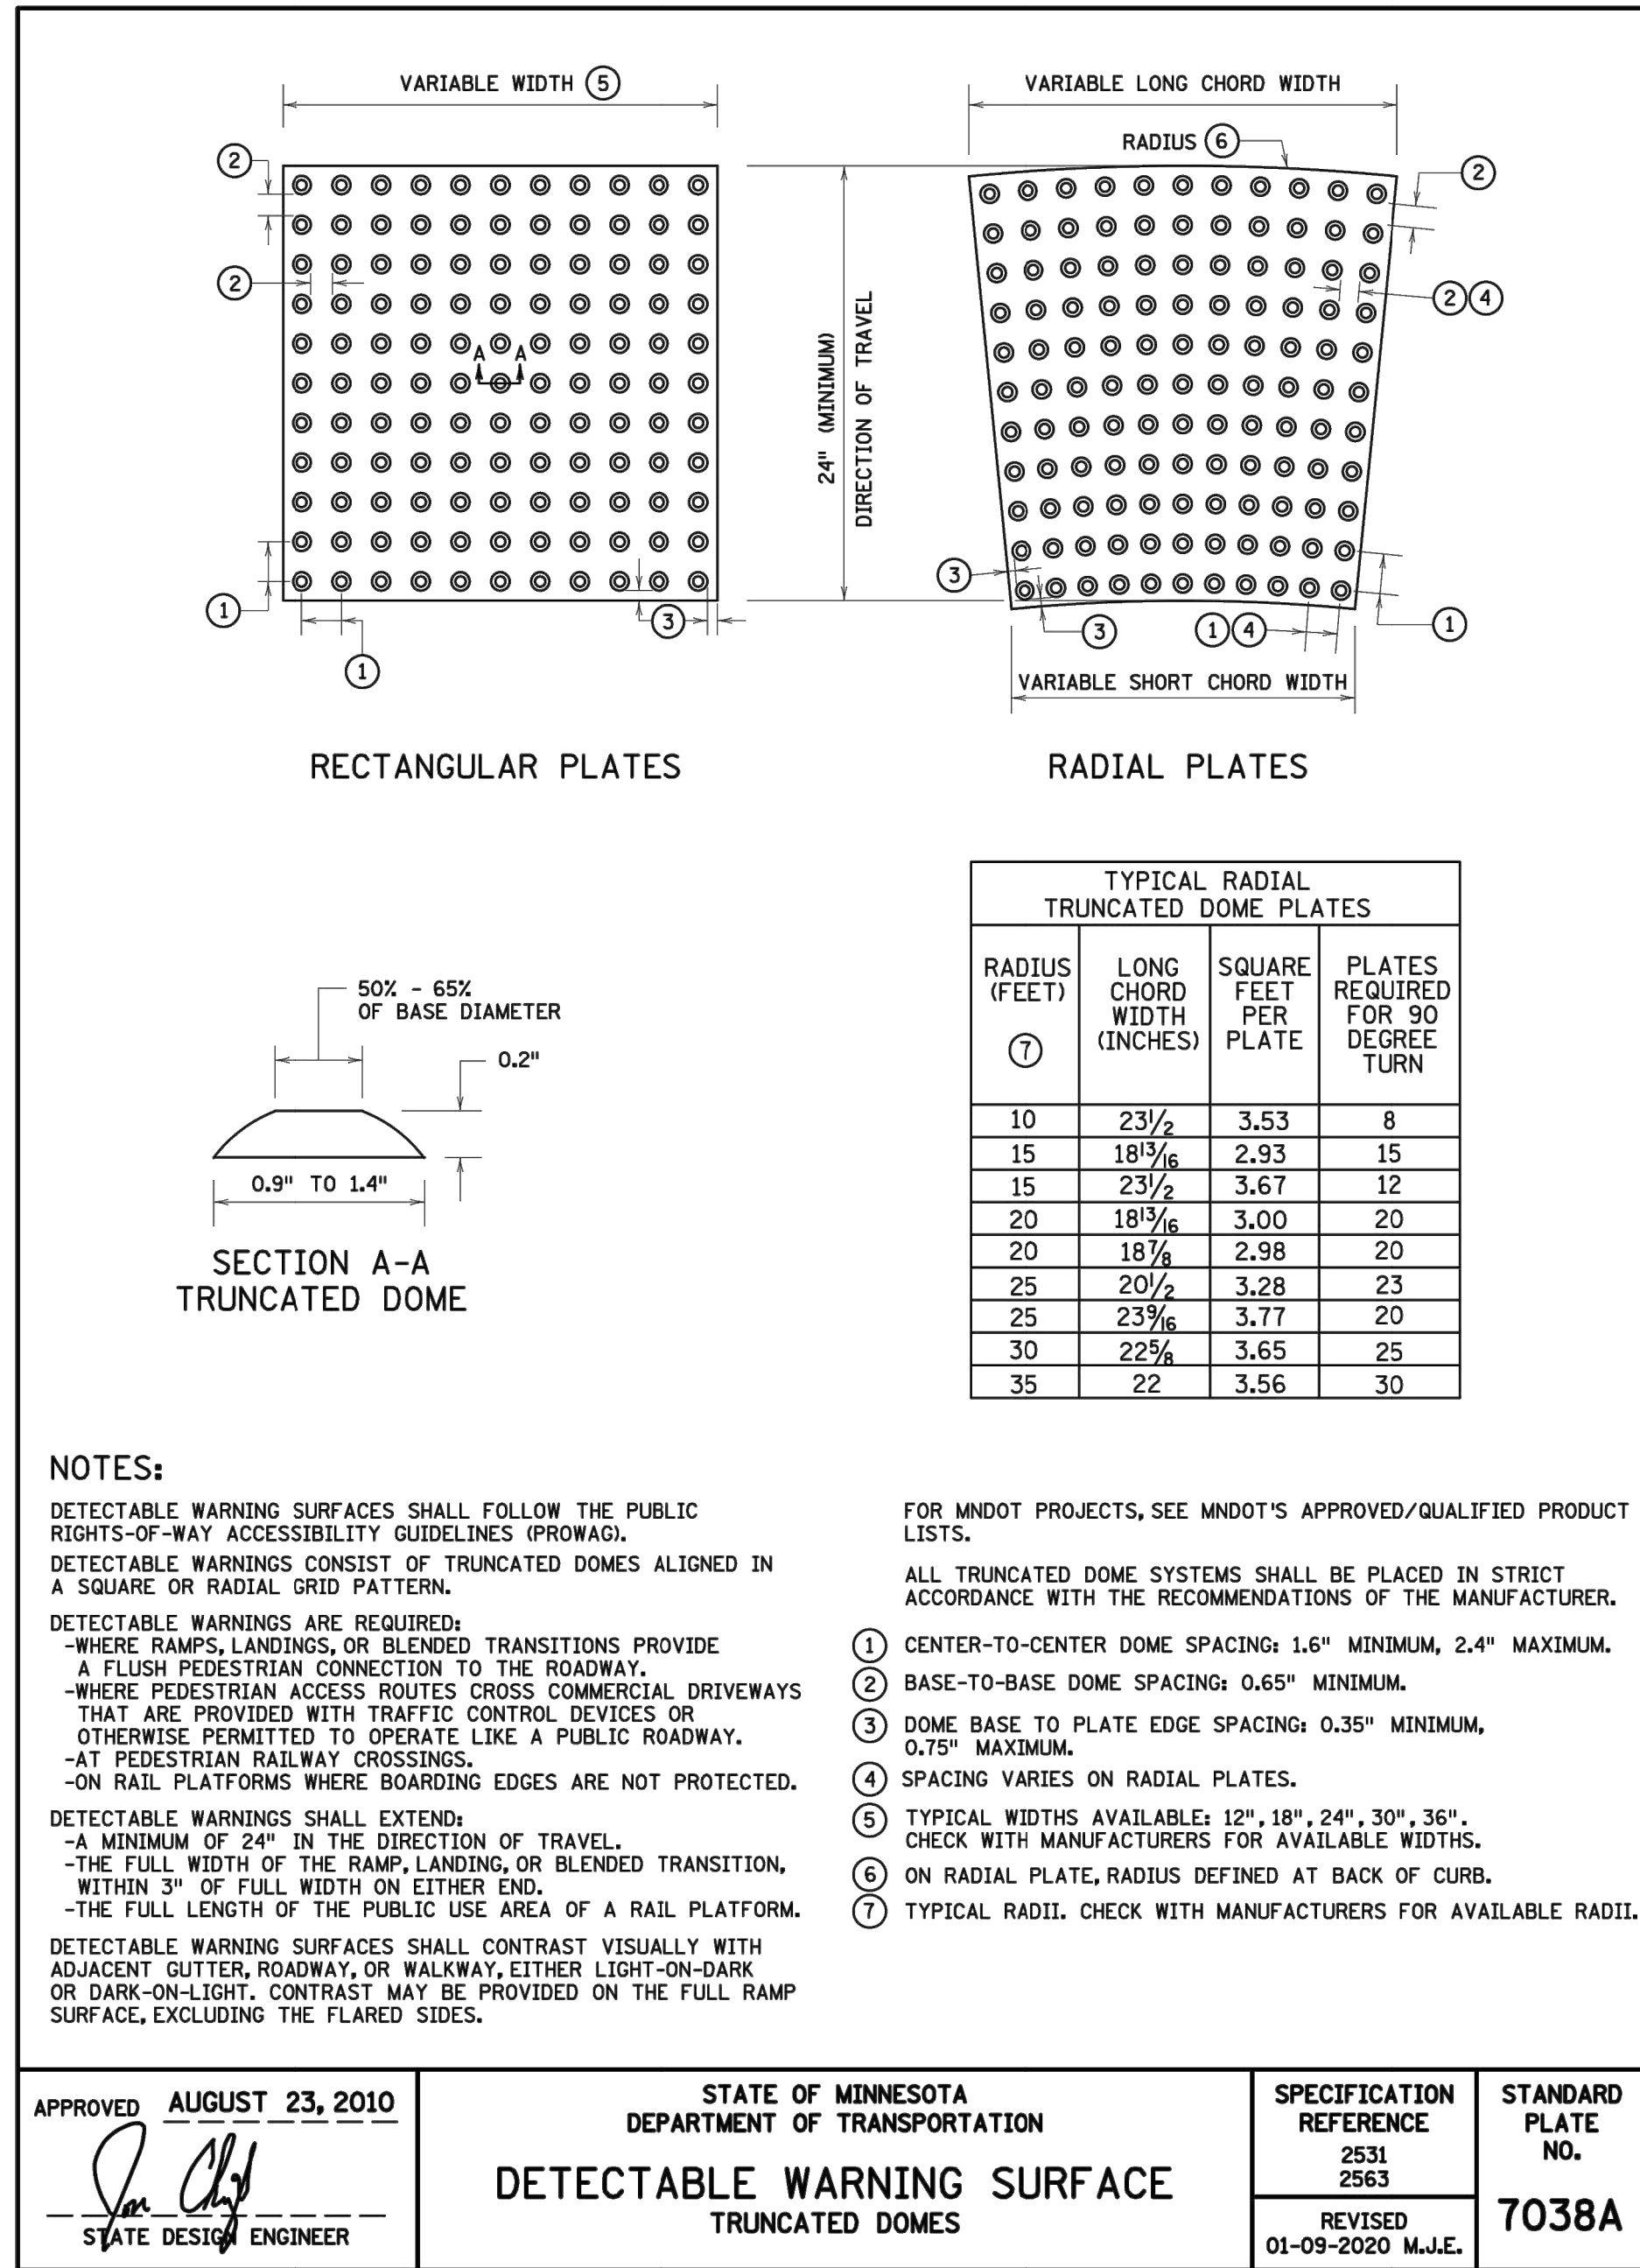 VARIABLE WIDTH 5
2
2
A A
1
1
3
RECTANGULAR PLATES
24" (MINIMUM)
DIRECTION OF TRAVEL
VARIABLE LONG CHORD WIDTH
RADIUS 6
2
2 4
3
3
1 4
1
VARIABLE SHORT CHORD WIDTH
RADIAL PLATES
50% - 65%
OF BASE DIAMETER
0.2"
0.9" TO 1.4"
SECTION A-A
TRUNCATED DOME
TYPICAL RADIAL
TRUNCATED DOME PLATES
RADIUS (FEET) 7 LONG CHORD WIDTH (INCHES) SQUARE FEET PER PLATE PLATES REQUIRED FOR 90 DEGREE TURN
10 23 1/2 3.53 8
15 18 13/16 2.93 15
15 23 1/2 3.67 12
20 18 13/16 3.00 20
20 18 7/8 2.98 20
25 20 1/2 3.28 23
25 23 9/16 3.77 20
30 22 5/8 3.65 25
35 22 3.56 30
NOTES:
DETECTABLE WARNING SURFACES SHALL FOLLOW THE PUBLIC
RIGHTS-OF-WAY ACCESSIBILITY GUIDELINES (PROWAG).
DETECTABLE WARNINGS CONSIST OF TRUNCATED DOMES ALIGNED IN
A SQUARE OR RADIAL GRID PATTERN.
DETECTABLE WARNINGS ARE REQUIRED:
-WHERE RAMPS, LANDINGS, OR BLENDED TRANSITIONS PROVIDE
A FLUSH PEDESTRIAN CONNECTION TO THE ROADWAY.
-WHERE PEDESTRIAN ACCESS ROUTES CROSS COMMERCIAL DRIVEWAYS
THAT ARE PROVIDED WITH TRAFFIC CONTROL DEVICES OR
OTHERWISE PERMITTED TO OPERATE LIKE A PUBLIC ROADWAY.
-AT PEDESTRIAN RAILWAY CROSSINGS.
-ON RAIL PLATFORMS WHERE BOARDING EDGES ARE NOT PROTECTED.
DETECTABLE WARNINGS SHALL EXTEND:
-A MINIMUM OF 24" IN THE DIRECTION OF TRAVEL.
-THE FULL WIDTH OF THE RAMP, LANDING, OR BLENDED TRANSITION,
WITHIN 3" OF FULL WIDTH ON EITHER END.
-THE FULL LENGTH OF THE PUBLIC USE AREA OF A RAIL PLATFORM.
DETECTABLE WARNING SURFACES SHALL CONTRAST VISUALLY WITH
ADJACENT GUTTER, ROADWAY, OR WALKWAY, EITHER LIGHT-ON-DARK
OR DARK-ON-LIGHT. CONTRAST MAY BE PROVIDED ON THE FULL RAMP
SURFACE, EXCLUDING THE FLARED SIDES.
FOR MNDOT PROJECTS, SEE MNDOT'S APPROVED/QUALIFIED PRODUCT
LISTS.
ALL TRUNCATED DOME SYSTEMS SHALL BE PLACED IN STRICT
ACCORDANCE WITH THE RECOMMENDATIONS OF THE MANUFACTURER.
1 CENTER-TO-CENTER DOME SPACING: 1.6" MINIMUM, 2.4" MAXIMUM.
2 BASE-TO-BASE DOME SPACING: 0.65" MINIMUM.
3 DOME BASE TO PLATE EDGE SPACING: 0.35" MINIMUM,
0.75" MAXIMUM.
4 SPACING VARIES ON RADIAL PLATES.
5 TYPICAL WIDTHS AVAILABLE: 12", 18", 24", 30", 36".
CHECK WITH MANUFACTURERS FOR AVAILABLE WIDTHS.
6 ON RADIAL PLATE, RADIUS DEFINED AT BACK OF CURB.
7 TYPICAL RADII. CHECK WITH MANUFACTURERS FOR AVAILABLE RADII.
APPROVED AUGUST 23, 2010
STATE DESIGN ENGINEER
STATE OF MINNESOTA
DEPARTMENT OF TRANSPORTATION
DETECTABLE WARNING SURFACE
TRUNCATED DOMES
SPECIFICATION
REFERENCE
2531
2563
REVISED
01-09-2020 M.J.E.
STANDARD
PLATE
NO.
7038A